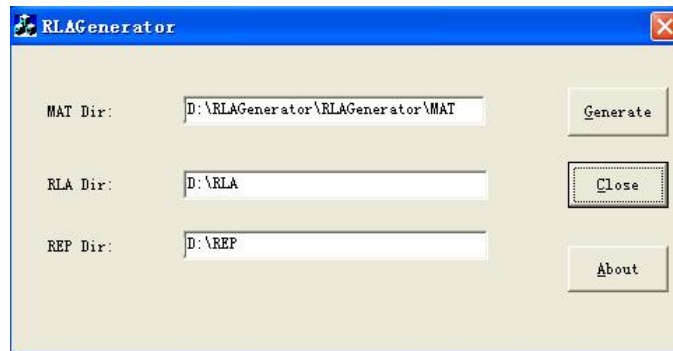 RLAGenerator
MAT Dir: D:\RLAGenerator\RLAGenerator\MAT Generate
RLA Dir: D:\RLA Close
REP Dir: D:\REP
About